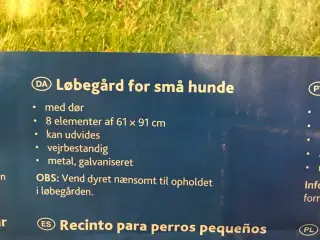 DA Løbegård for små hunde
• med dør
• 8 elementer af 61 x 91 cm
• kan udvides
• vejrbestandig
• metal, galvaniseret
OBS: Vend dyret nænsomt til opholdet
i løbegården.
ES Recinto para perros pequeños
PL